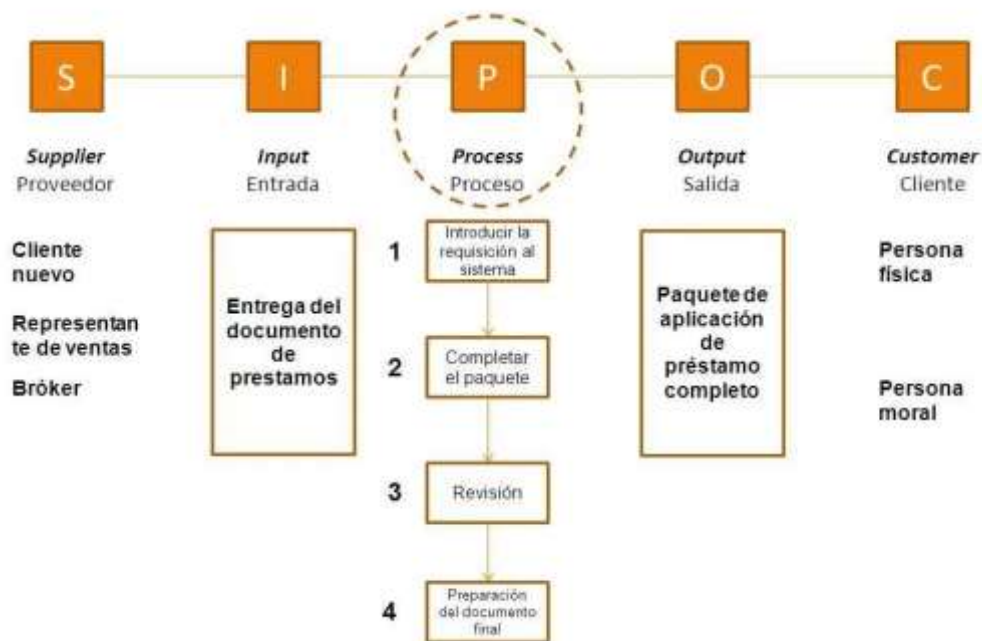 S I P O C
Supplier Input Process Output Customer
Proveedor Entrada Proceso Salida Cliente
Cliente
nuevo
Representan
te de ventas
Bróker
Entrega del
documento
de
prestamos
1
Introducir la
requisición al
sistema
2
Completar
el paquete
3
Revisión
4
Preparación
del documento
final
Paquete de
aplicación
de
préstamo
completo
Persona
física
Persona
moral